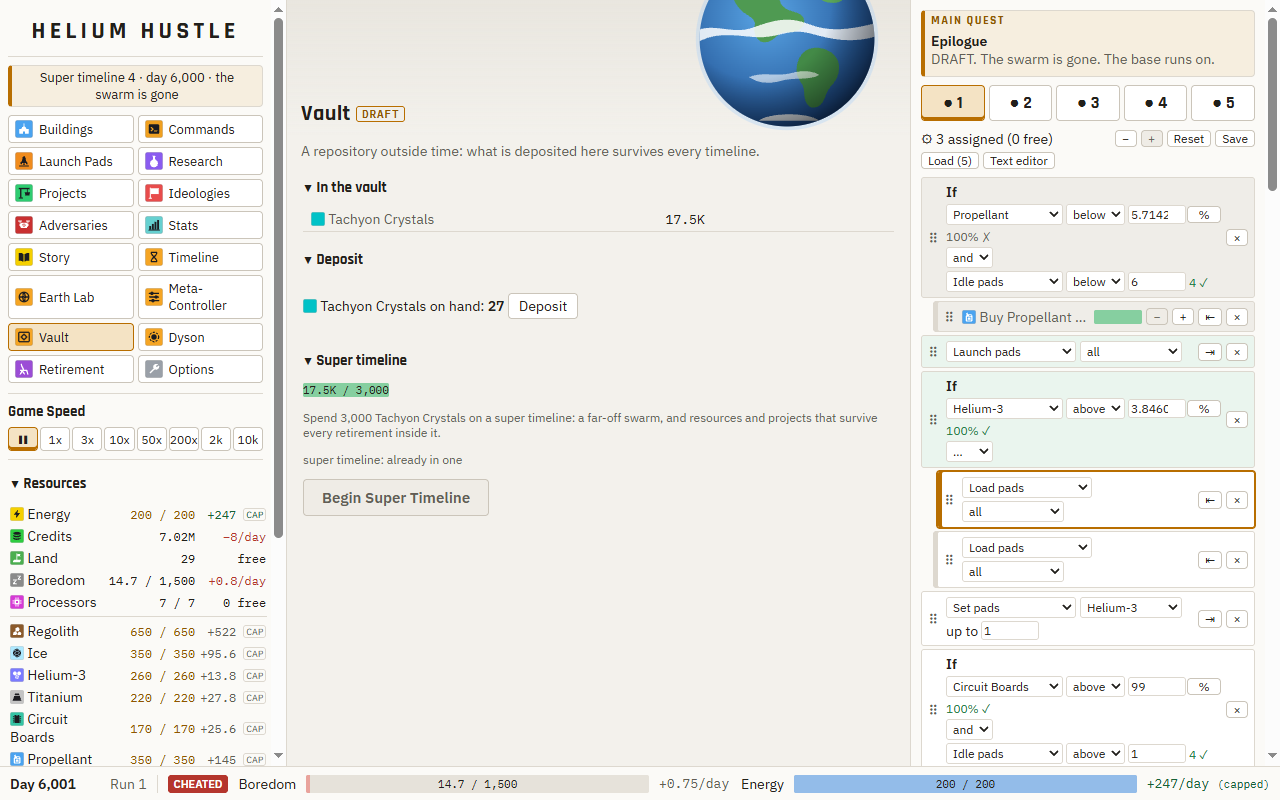 HELIUM HUSTLE
Super timeline 4 · day 6,000 · the
swarm is gone
Buildings
Commands
Launch Pads
Research
Projects
Ideologies
Adversaries
Stats
Story
Timeline
Earth Lab
Meta-
Controller
Vault
Dyson
Retirement
Options
Game Speed
1x 3x 10x 50x 200x 2k 10k
▼ Resources
Energy 200 / 200 +247 CAP
Credits 7.02M −8/day
Land 29 free
Boredom 14.7 / 1,500 +0.8/day
Processors 7 / 7 0 free
Regolith 650 / 650 +522 CAP
Ice 350 / 350 +95.6 CAP
Helium-3 260 / 260 +13.8 CAP
Titanium 220 / 220 +27.8 CAP
Circuit
Boards 170 / 170 +25.6 CAP
Propellant 350 / 350 +145 CAP
Vault DRAFT
A repository outside time: what is deposited here survives every timeline.
▼ In the vault
Tachyon Crystals 17.5K
▼ Deposit
Tachyon Crystals on hand: 27 Deposit
▼ Super timeline
17.5K / 3,000
Spend 3,000 Tachyon Crystals on a super timeline: a far-off swarm, and resources and projects that survive
every retirement inside it.
super timeline: already in one
Begin Super Timeline
MAIN QUEST
Epilogue
DRAFT. The swarm is gone. The base runs on.
● 1 ● 2 ● 3 ● 4 ● 5
⚙ 3 assigned (0 free) − + Reset Save
Load (5) Text editor
If
Propellant below 5.7142 %
100% ✗
and
Idle pads below 6 4 ✓
Buy Propellant ... − + ⇤ ×
Launch pads all ⇥ ×
If
Helium-3 above 3.846( %
100% ✓
...
Load pads
all
Load pads
all
Set pads Helium-3
up to 1
If
Circuit Boards above 99 %
100% ✓
and
Idle pads above 1 4 ✓
Day 6,001 Run 1 CHEATED Boredom 14.7 / 1,500 +0.75/day Energy 200 / 200 +247/day (capped)